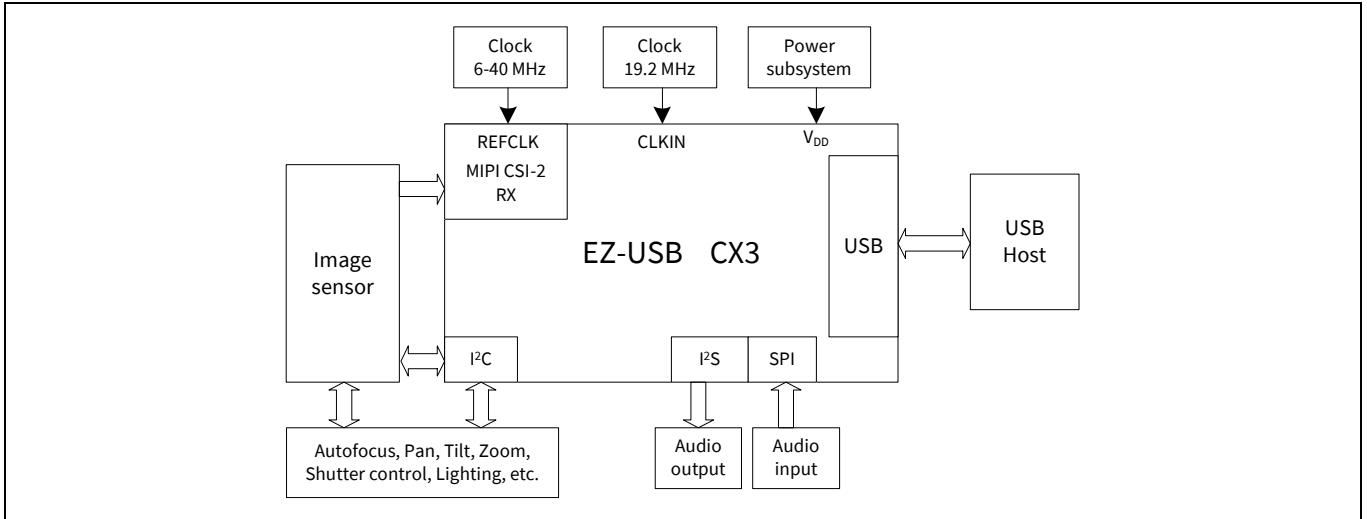 Clock
6-40 MHz
Clock
19.2 MHz
Power
subsystem
REFCLK
CLKIN
VDD
MIPI CSI-2
RX
Image
sensor
EZ-USB CX3
USB
USB
Host
I²C
I²S
SPI
Autofocus, Pan, Tilt, Zoom,
Shutter control, Lighting, etc.
Audio
output
Audio
input